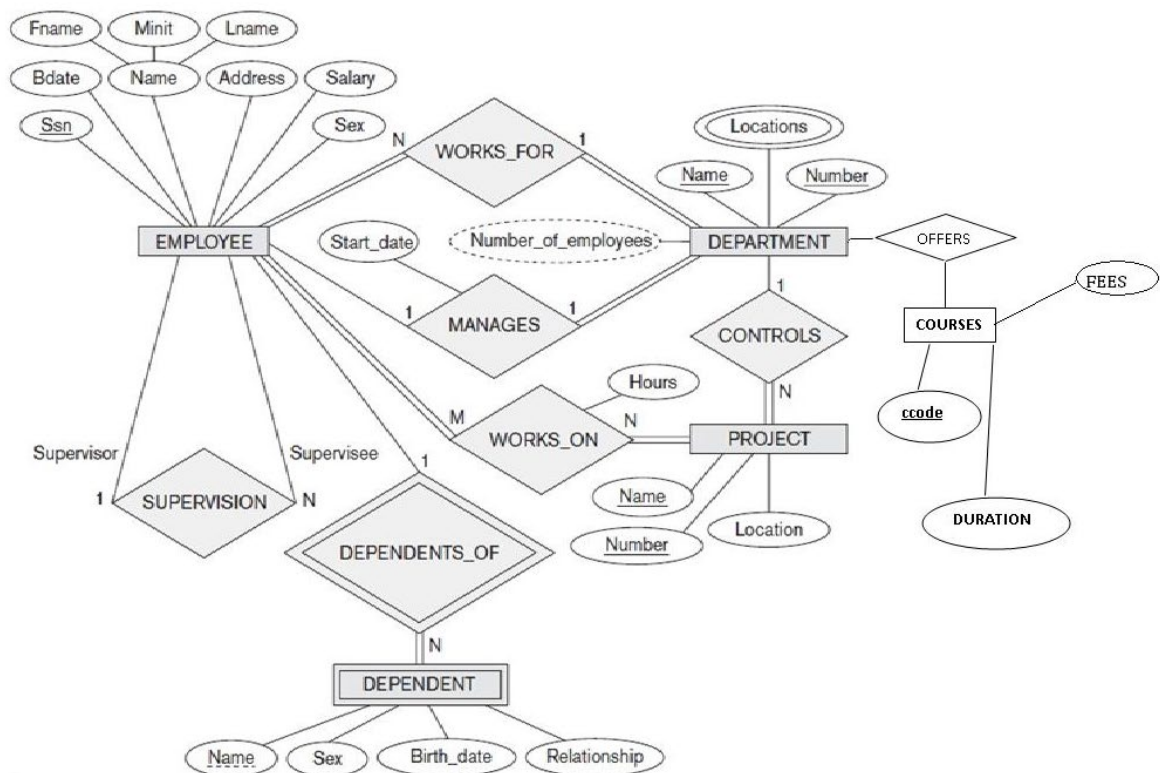 Fname Minit Lname
Bdate Name Address Salary
Ssn Sex
N WORKS_FOR 1
Locations
Name Number
EMPLOYEE Start_date Number_of_employees DEPARTMENT OFFERS
FEES
1 MANAGES 1
1
CONTROLS
COURSES
Hours
N
ccode
M WORKS_ON N PROJECT
Supervisor Supervisee 1
1 SUPERVISION N
Name
Number Location
DURATION
DEPENDENTS_OF
N
DEPENDENT
Name Sex Birth_date Relationship